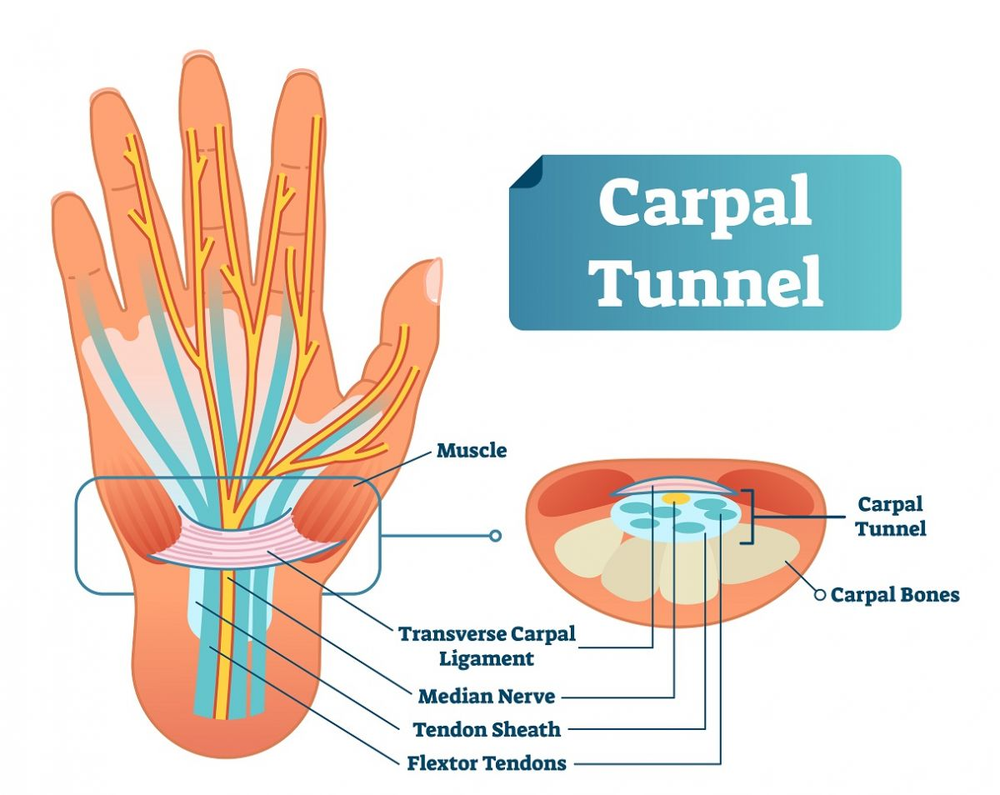 Carpal
Tunnel
Muscle
Carpal
Tunnel
Carpal Bones
Transverse Carpal
Ligament
Median Nerve
Tendon Sheath
Flextor Tendons